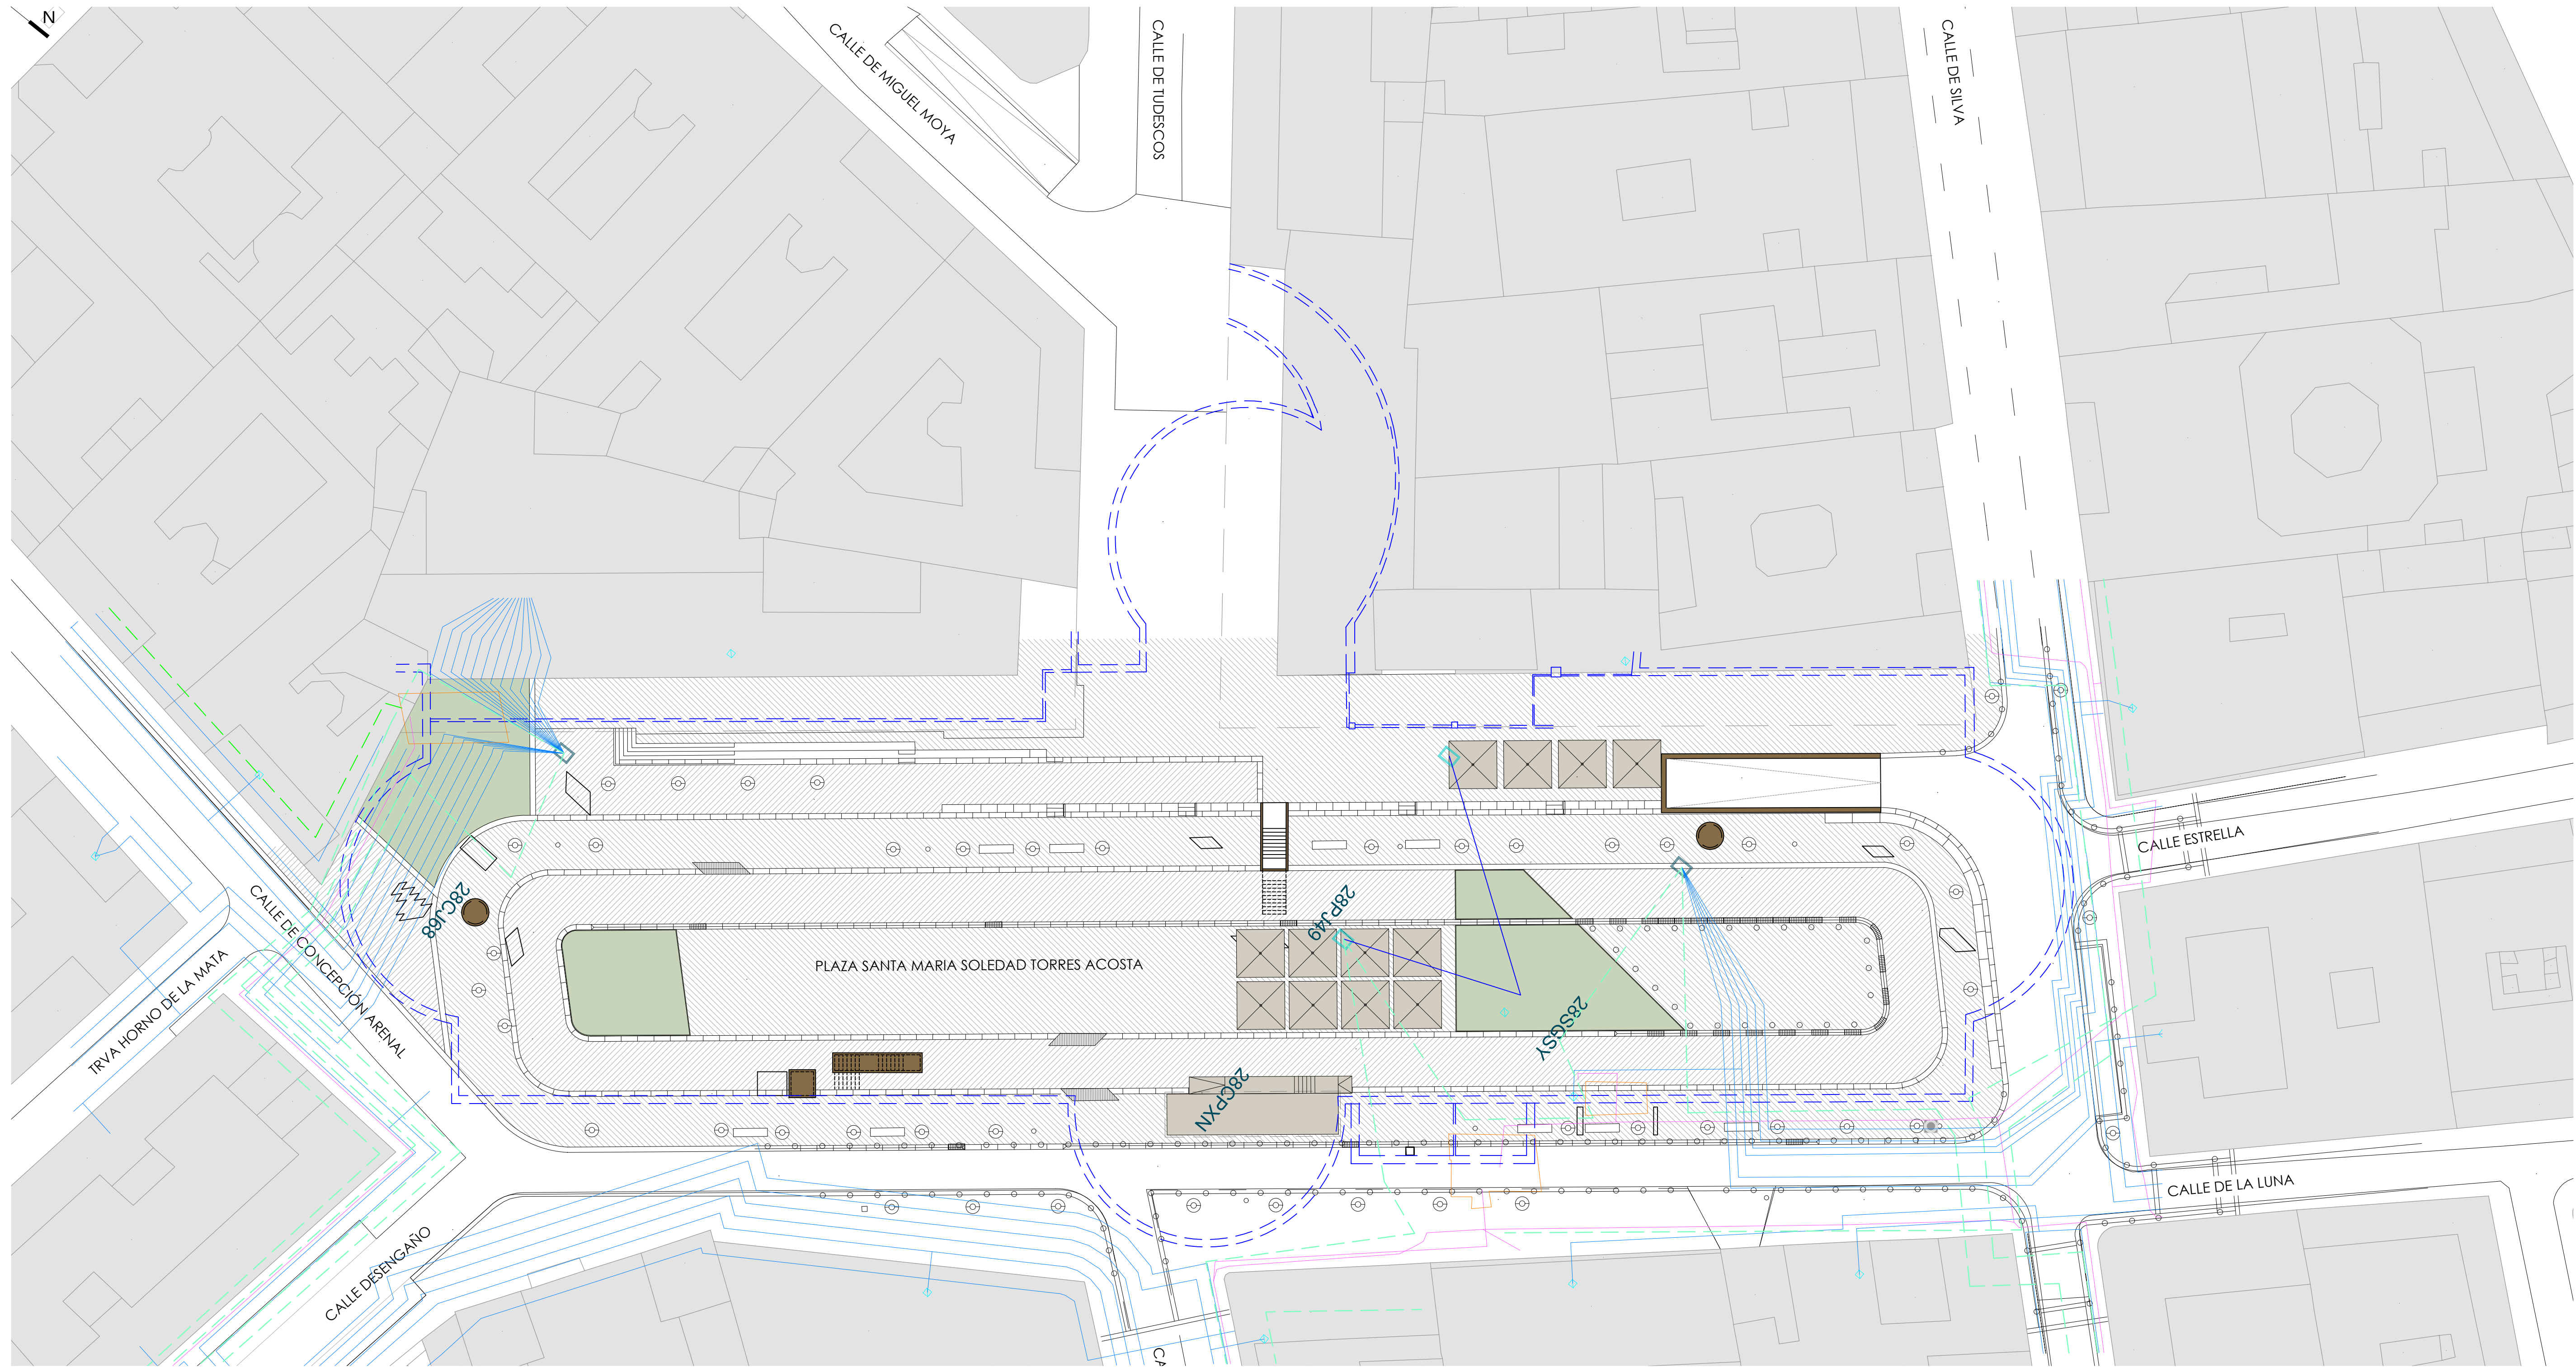 N
CALLE DE MIGUEL MOYA
CALLE DE TUDESCOS
CALLE DE SILVA
CALLE ESTRELLA
28CJ68
28PJ49
CALLE DE CONCEPCIÓN ARENAL
PLAZA SANTA MARIA SOLEDAD TORRES ACOSTA
TRVA HORNO DE LA MATA
28SGSY
28CPXN
CALLE DE LA LUNA
CALLE DESENGAÑO
CA